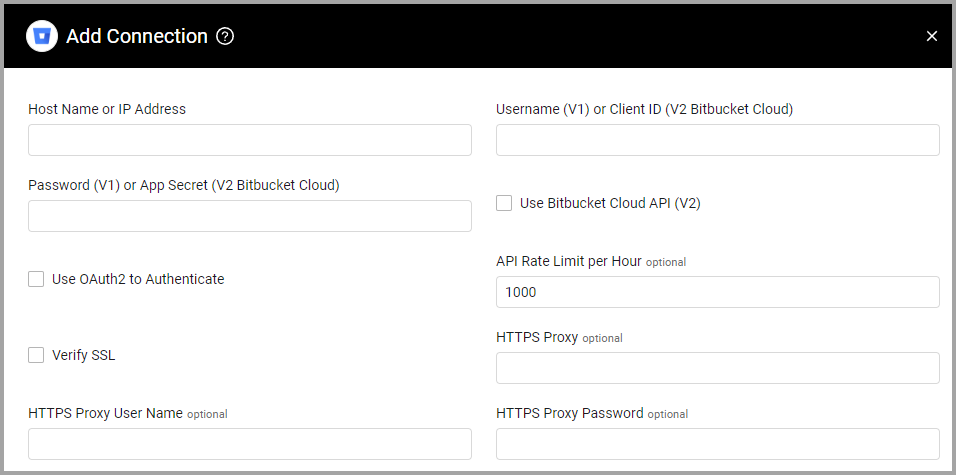 Add Connection ?
Host Name or IP Address
Username (V1) or Client ID (V2 Bitbucket Cloud)
Password (V1) or App Secret (V2 Bitbucket Cloud)
Use Bitbucket Cloud API (V2)
Use OAuth2 to Authenticate
API Rate Limit per Hour optional
1000
Verify SSL
HTTPS Proxy optional
HTTPS Proxy User Name optional
HTTPS Proxy Password optional